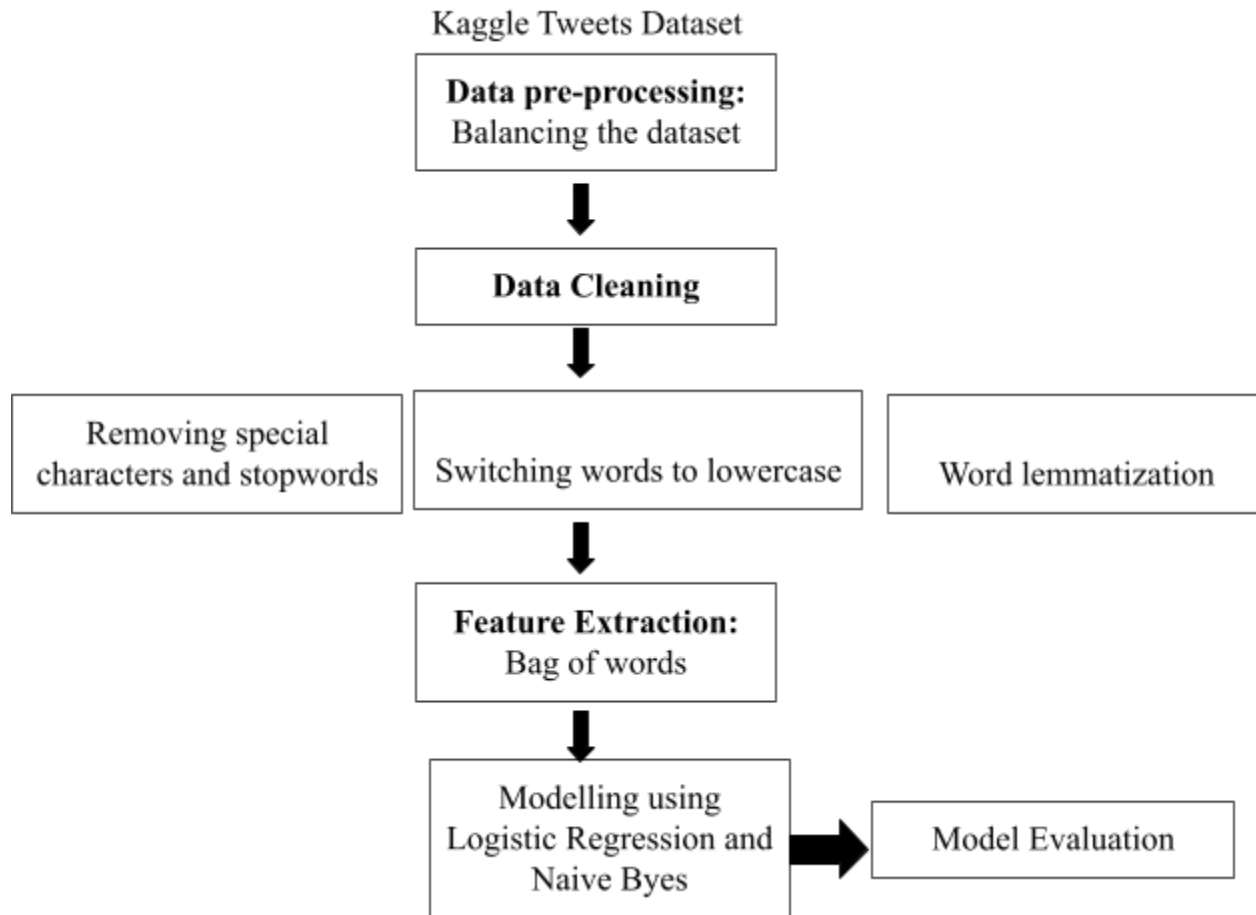 Kaggle Tweets Dataset
Data pre-processing:
Balancing the dataset
Data Cleaning
Removing special
characters and stopwords
Switching words to lowercase
Word lemmatization
Feature Extraction:
Bag of words
Modelling using
Logistic Regression and
Naive Byes
Model Evaluation